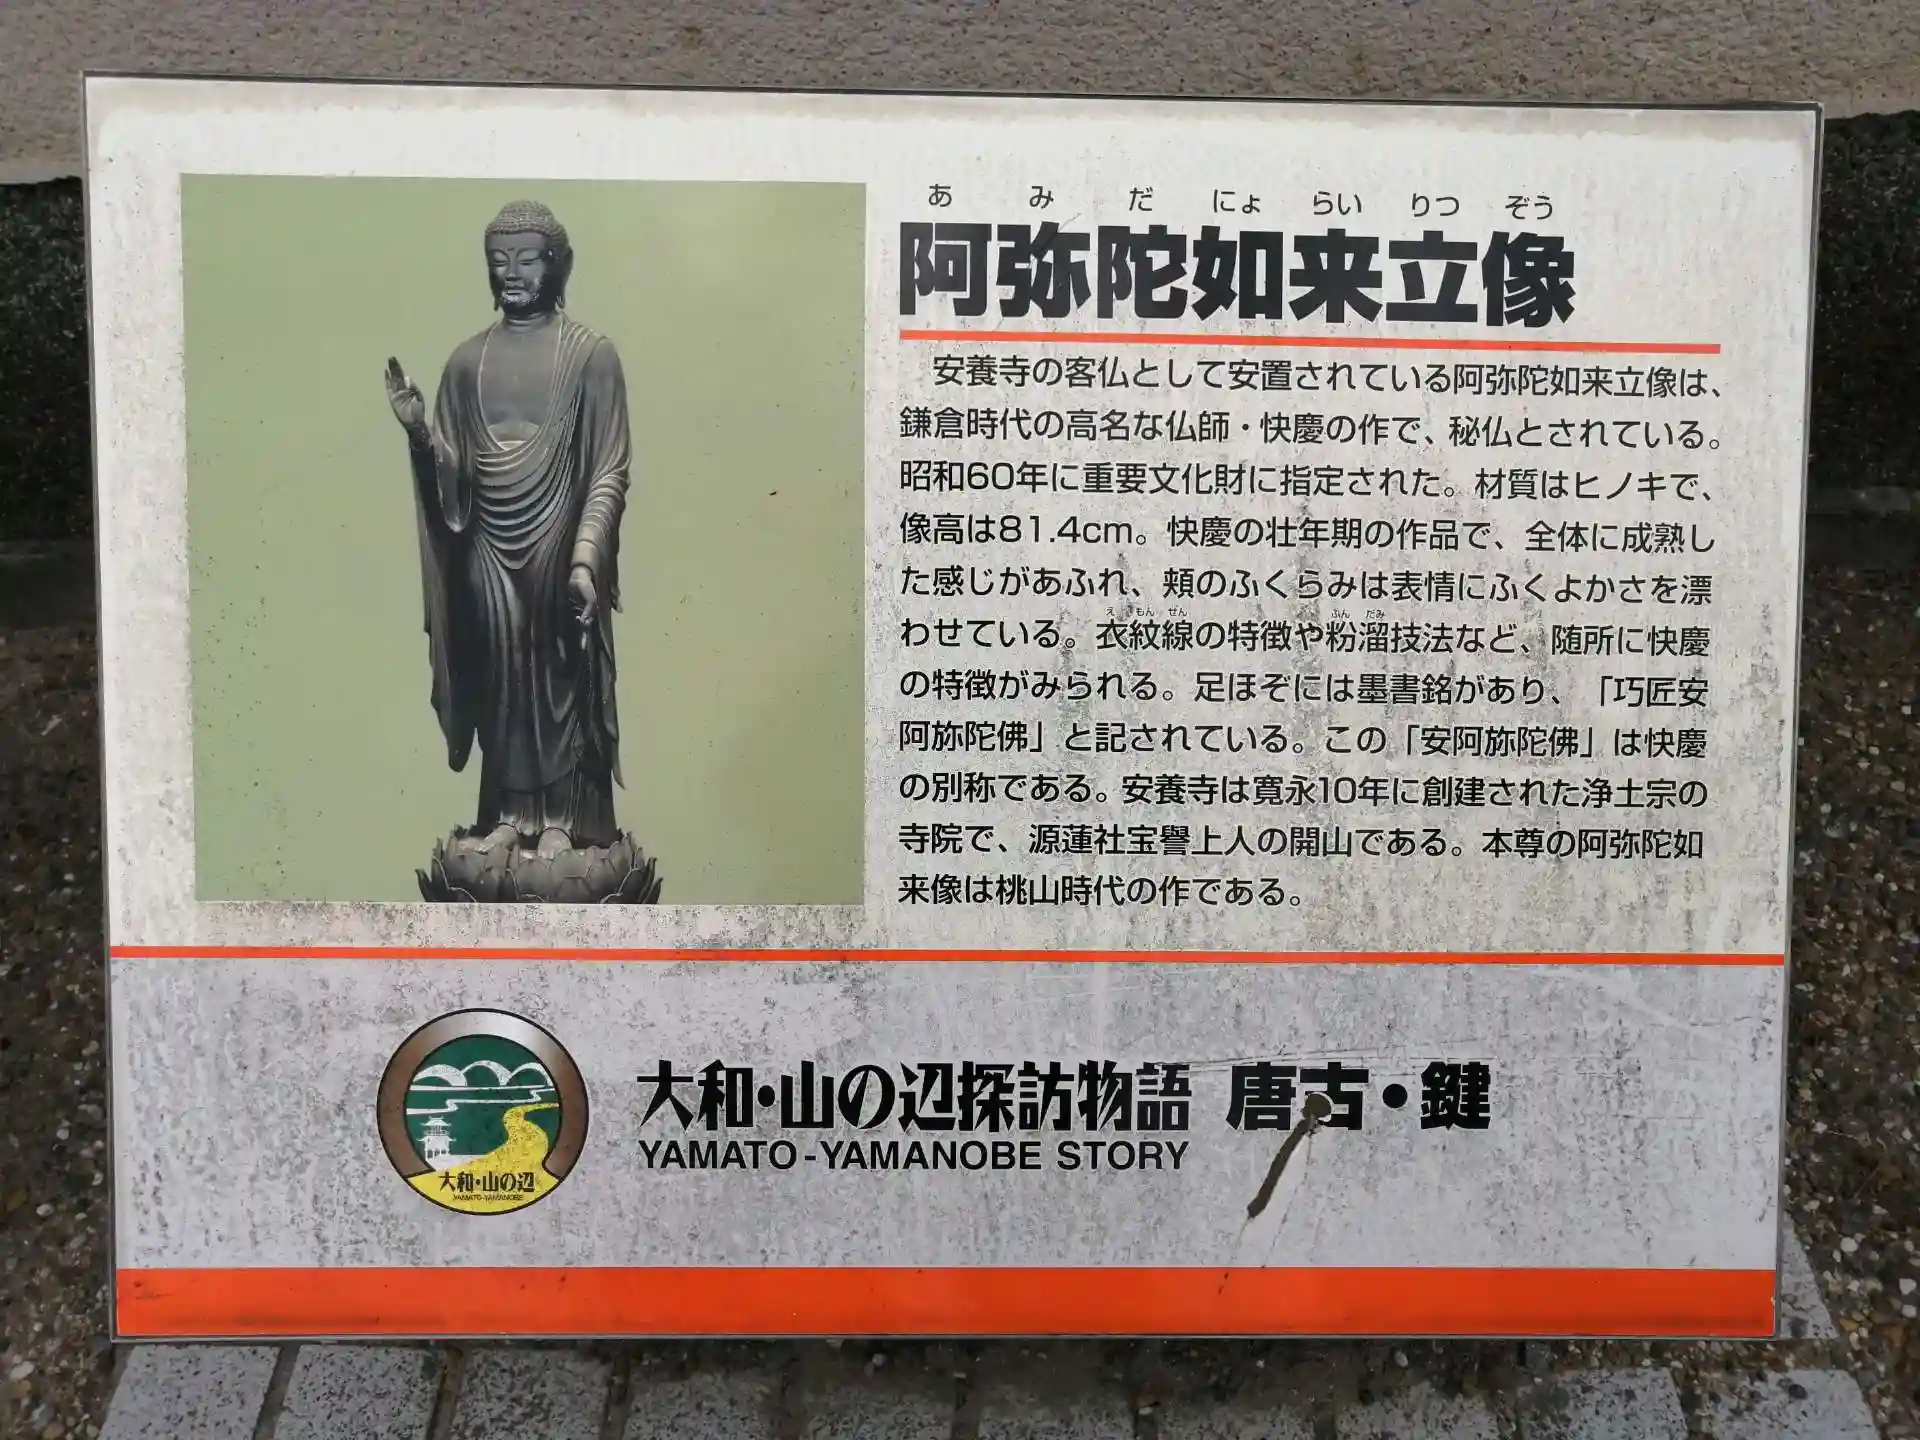 あ み だ にょ らい りつ ぞう
阿弥陀如来立像
安養寺の客仏として安置されている阿弥陀如来立像は、
鎌倉時代の高名な仏師・快慶の作で、秘仏とされている。
昭和60年に重要文化財に指定された。材質はヒノキで、
像高は81.4cm。快慶の壮年期の作品で、全体に成熟し
た感じがあふれ、頬のふくらみは表情にふくよかさを漂
え もん せん ふん だみ
わせている。衣紋線の特徴や粉溜技法など、随所に快慶
の特徴がみられる。足ほぞには墨書銘があり、「巧匠安
阿弥陀佛」と記されている。この「安阿弥陀佛」は快慶
の別称である。安養寺は寛永10年に創建された浄土宗の
寺院で、源蓮社宝誉上人の開山である。本尊の阿弥陀如
来像は桃山時代の作である。
大和・山の辺探訪物語 唐古・鍵
YAMATO-YAMANOBE STORY
大和・山の辺
YAMATO-YAMANOBE